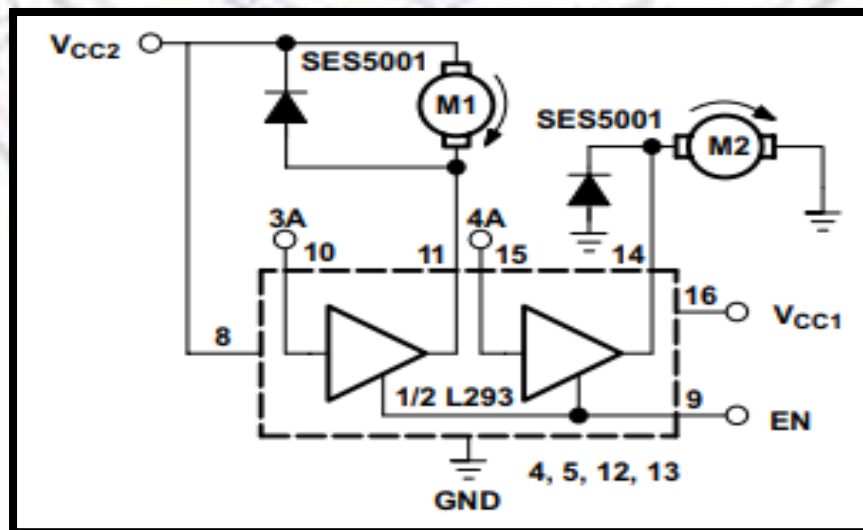 VCC2
SES5001
M1
SES5001
M2
3A
4A
10
11
15
14
16
VCC1
8
1/2 L293
9
EN
4, 5, 12, 13
GND